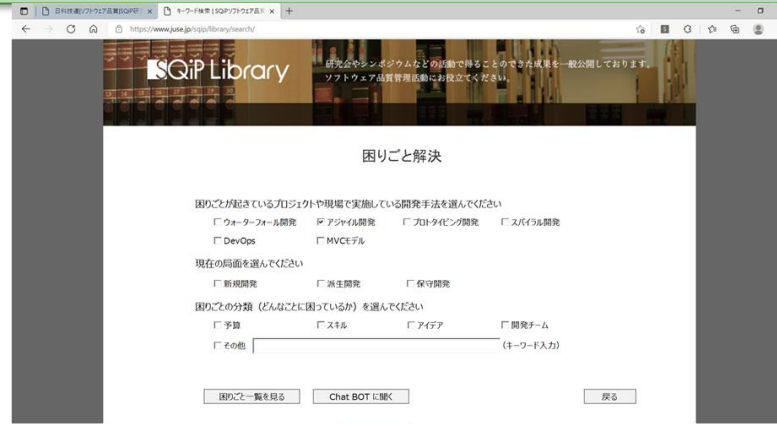 キーワード検索 | SQiPソフトウェア品質
https://www.juse.jp/sqip/library/search/
SQiP Library
研究会やシンポジウムなどの活動で得ることのできた成果を一般公開しております。
ソフトウェア品質管理活動にお役立てください。
困りごと解決
困りごとが起きているプロジェクトや現場で実施している開発手法を選んでください
ウォーターフォール開発 アジャイル開発 プロトタイピング開発 スパイラル開発
DevOps MVCモデル
現在の局面を選んでください
新規開発 派生開発 保守開発
困りごとの分類（どんなことに困っているか）を選んでください
予算 スキル アイデア 開発チーム
その他 (キーワード入力)
困りごと一覧を見る Chat BOT に聞く 戻る